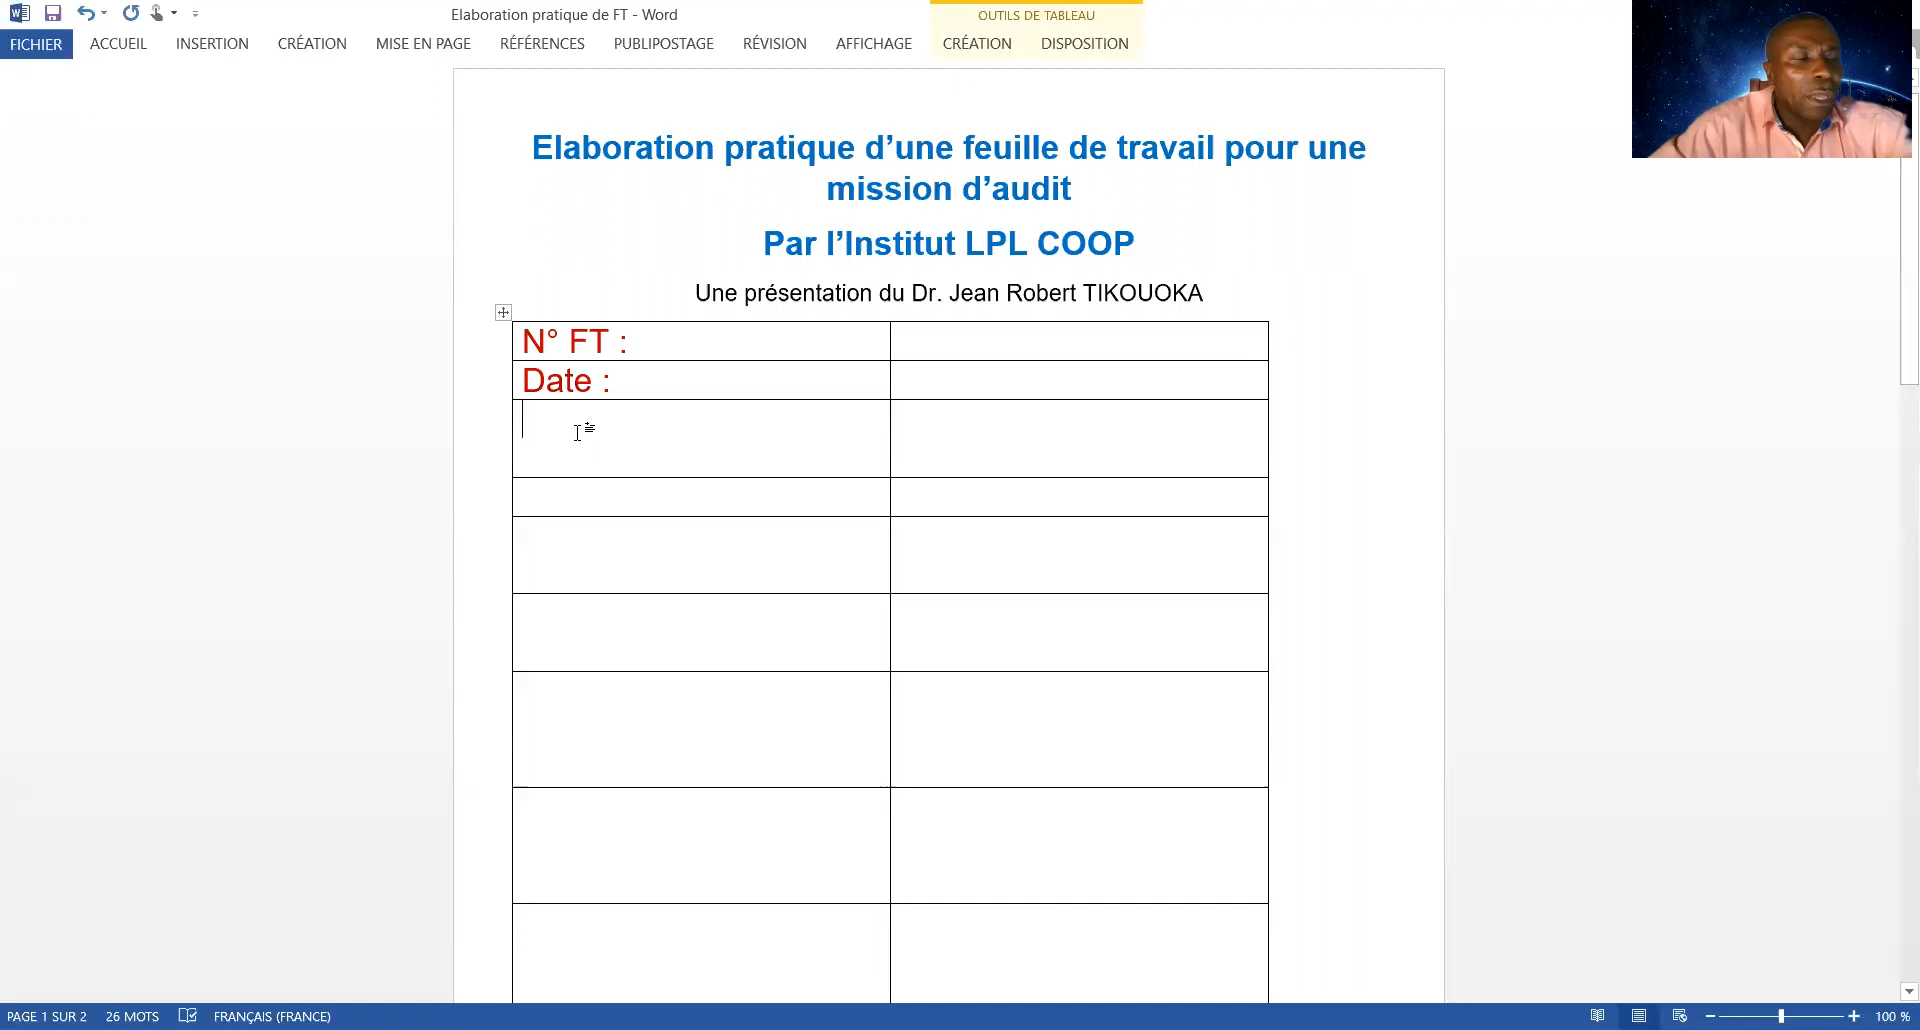 Elaboration pratique de FT - Word
OUTILS DE TABLEAU
FICHIER ACCUEIL INSERTION CRÉATION MISE EN PAGE RÉFÉRENCES PUBLIPOSTAGE RÉVISION AFFICHAGE CRÉATION DISPOSITION
Elaboration pratique d’une feuille de travail pour une
mission d’audit
Par l’Institut LPL COOP
Une présentation du Dr. Jean Robert TIKOUOKA
N° FT :
Date :
PAGE 1 SUR 2 26 MOTS FRANÇAIS (FRANCE) 100 %